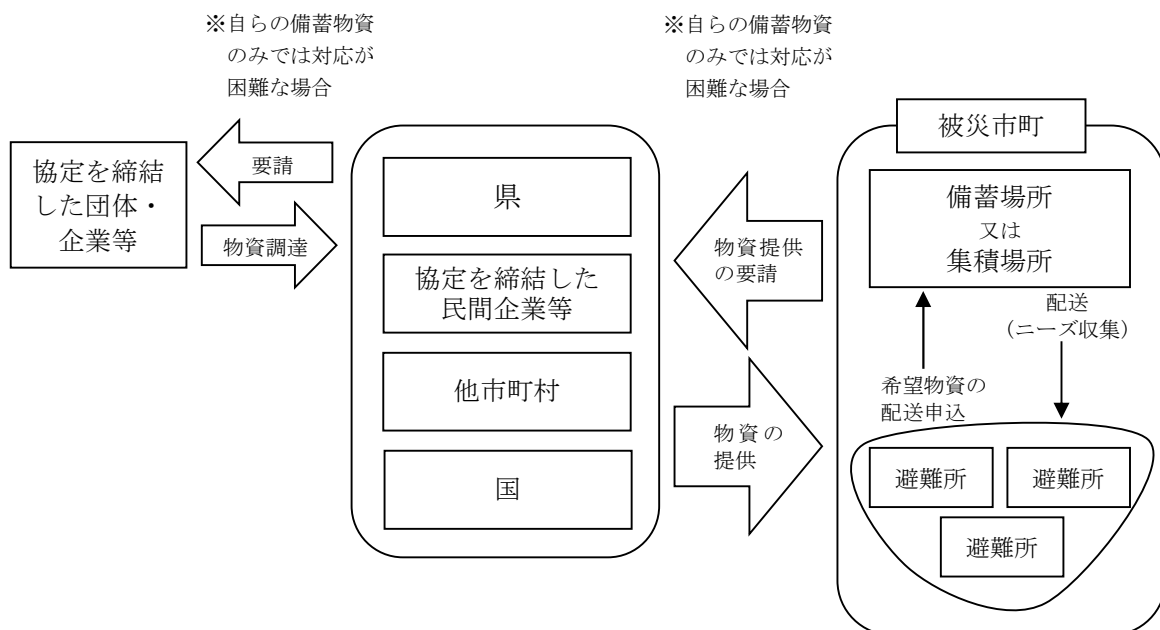 ※自らの備蓄物資
のみでは対応が
困難な場合
※自らの備蓄物資
のみでは対応が
困難な場合
協定を締結
した団体・
企業等
要請
物資調達
県
協定を締結した
民間企業等
他市町村
国
物資提供
の要請
物資の
提供
被災市町
備蓄場所
又は
集積場所
配送
（ニーズ収集）
希望物資の
配送申込
避難所
避難所
避難所